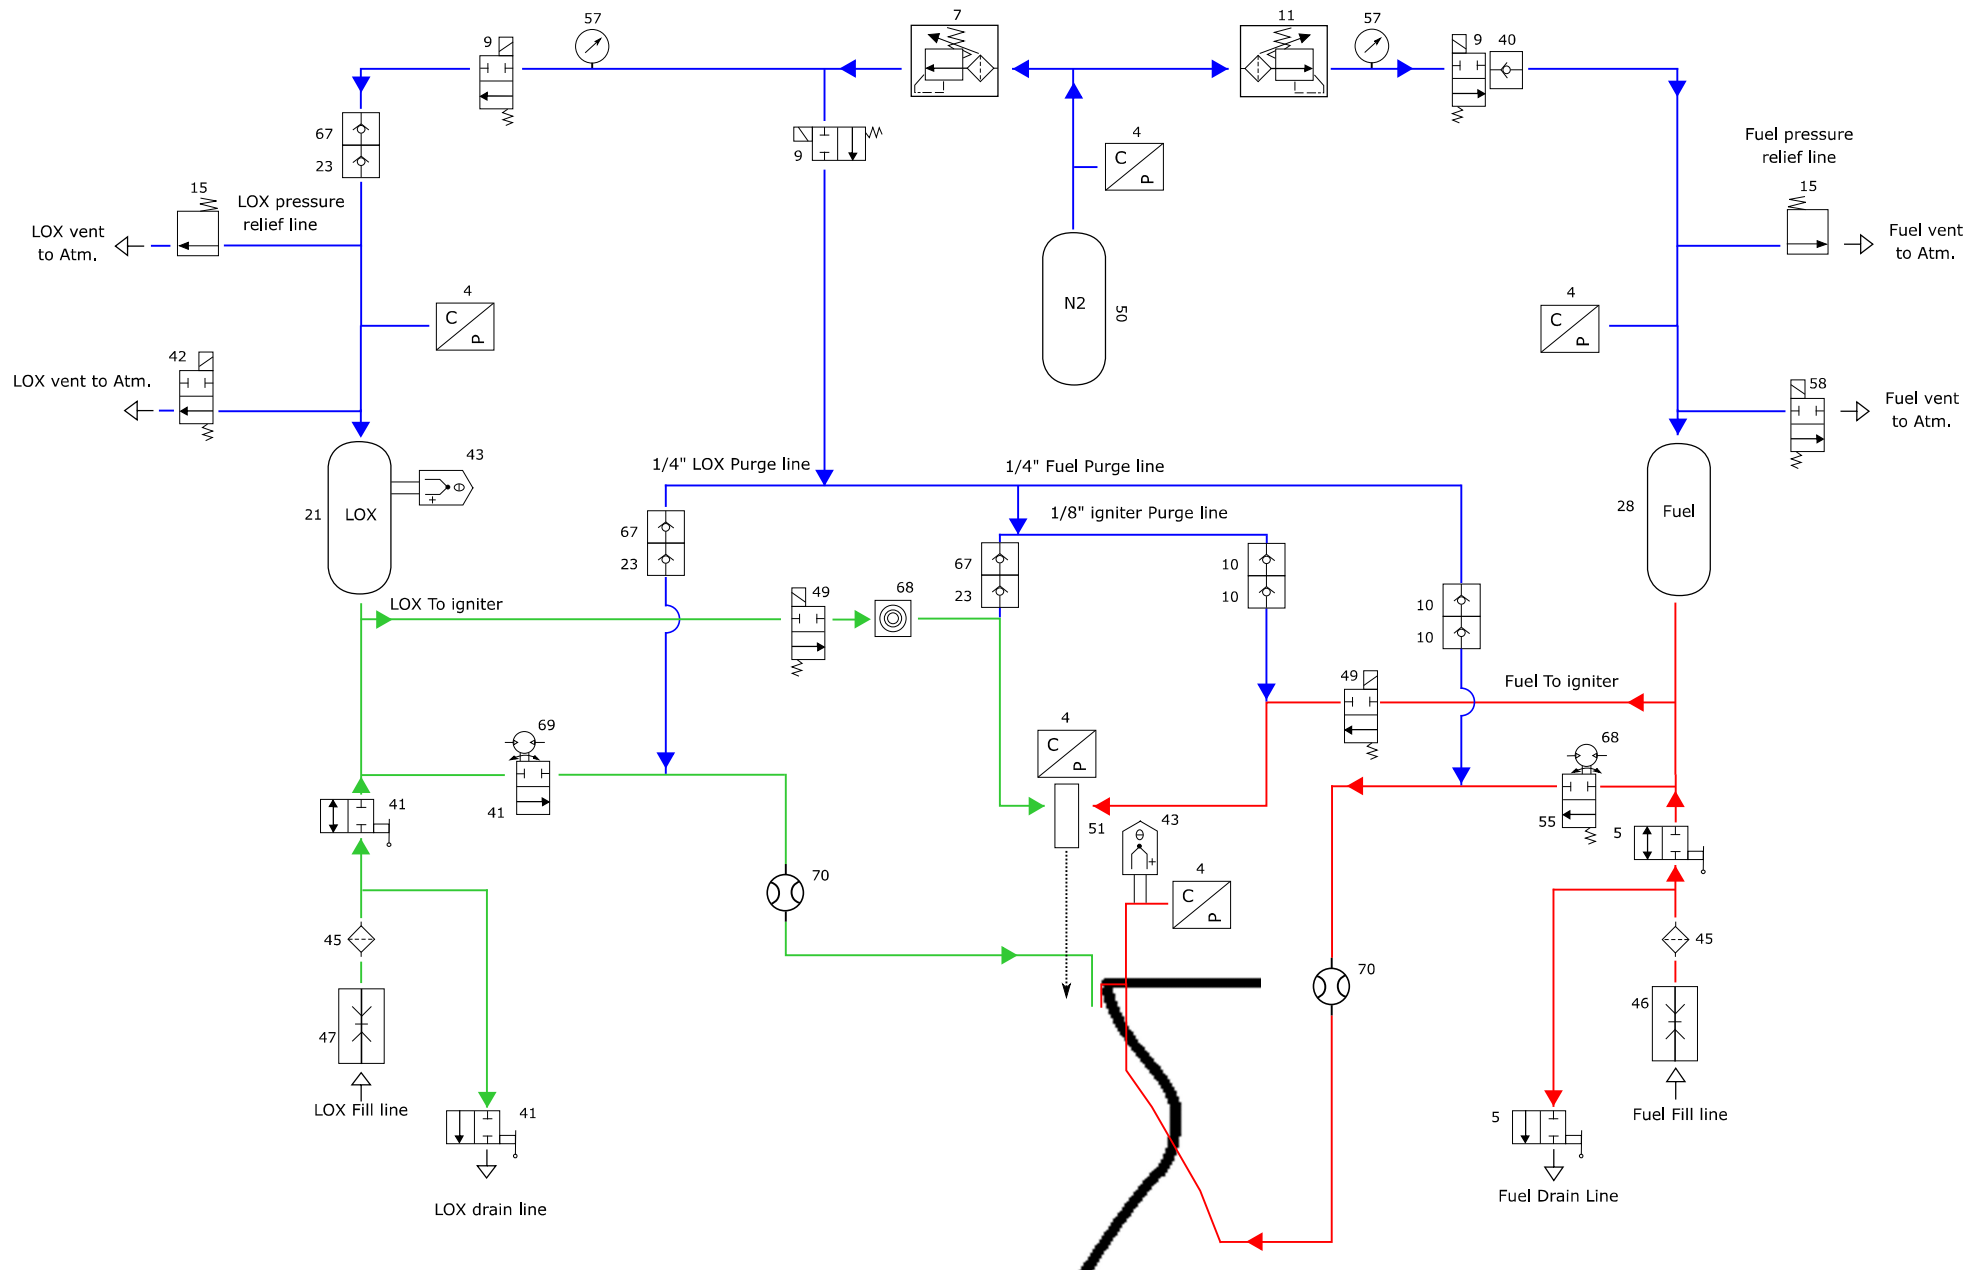 7
11
57
57
9
9
40
67
23
9
4
C
P
Fuel pressure
relief line
15
LOX pressure
relief line
15
LOX vent
to Atm.
Fuel vent
to Atm.
N2
50
4
C
P
4
C
P
42
LOX vent to Atm.
58
Fuel vent
to Atm.
43
θ
+
21
LOX
1/4" LOX Purge line
1/4" Fuel Purge line
28
Fuel
1/8" igniter Purge line
67
23
67
23
10
10
10
10
LOX To igniter
49
68
49
Fuel To igniter
4
C
P
69
41
41
68
55
5
51
43
θ
+
4
C
P
70
70
45
45
47
46
LOX Fill line
41
Fuel Fill line
5
LOX drain line
Fuel Drain Line